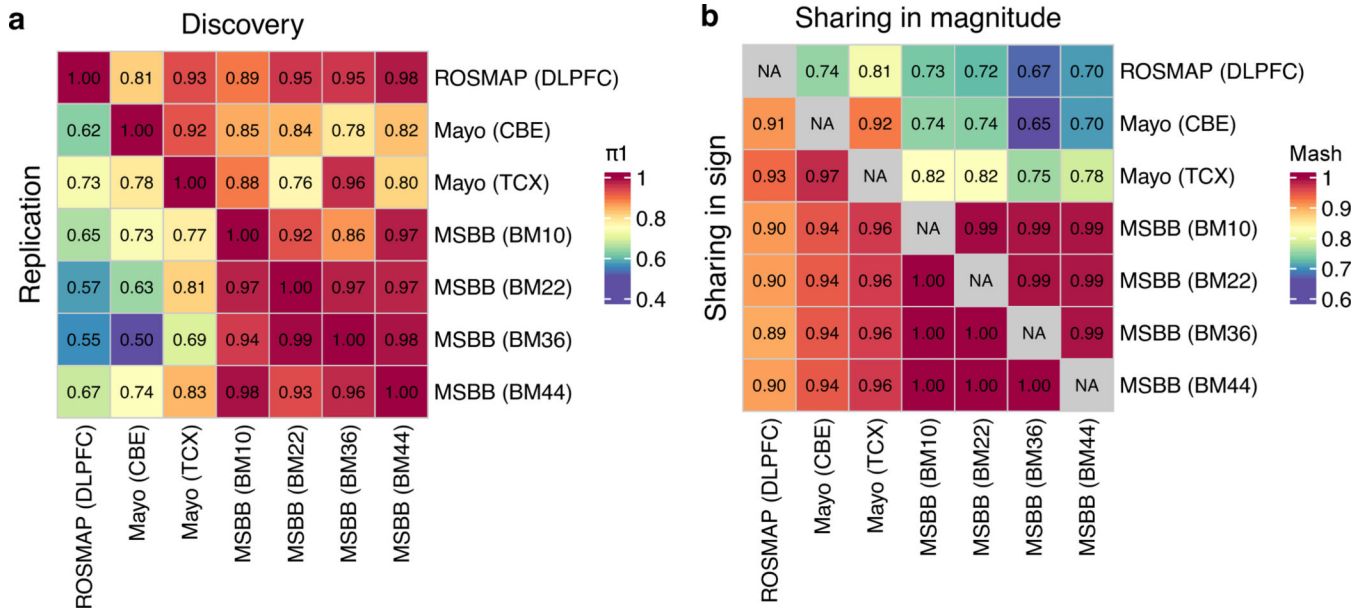 a
Discovery
Replication
1.00 0.81 0.93 0.89 0.95 0.95 0.98 ROSMAP (DLPFC)
0.62 1.00 0.92 0.85 0.84 0.78 0.82 Mayo (CBE)
0.73 0.78 1.00 0.88 0.76 0.96 0.80 Mayo (TCX)
0.65 0.73 0.77 1.00 0.92 0.86 0.97 MSBB (BM10)
0.57 0.63 0.81 0.97 1.00 0.97 0.97 MSBB (BM22)
0.55 0.50 0.69 0.94 0.99 1.00 0.98 MSBB (BM36)
0.67 0.74 0.83 0.98 0.93 0.96 1.00 MSBB (BM44)
ROSMAP (DLPFC)
Mayo (CBE)
Mayo (TCX)
MSBB (BM10)
MSBB (BM22)
MSBB (BM36)
MSBB (BM44)
π1
1
0.8
0.6
0.4
b
Sharing in magnitude
Sharing in sign
NA 0.74 0.81 0.73 0.72 0.67 0.70 ROSMAP (DLPFC)
0.91 NA 0.92 0.74 0.74 0.65 0.70 Mayo (CBE)
0.93 0.97 NA 0.82 0.82 0.75 0.78 Mayo (TCX)
0.90 0.94 0.96 NA 0.99 0.99 0.99 MSBB (BM10)
0.90 0.94 0.96 1.00 NA 0.99 0.99 MSBB (BM22)
0.89 0.94 0.96 1.00 1.00 NA 0.99 MSBB (BM36)
0.90 0.94 0.96 1.00 1.00 1.00 NA MSBB (BM44)
ROSMAP (DLPFC)
Mayo (CBE)
Mayo (TCX)
MSBB (BM10)
MSBB (BM22)
MSBB (BM36)
MSBB (BM44)
Mash
1
0.9
0.8
0.7
0.6